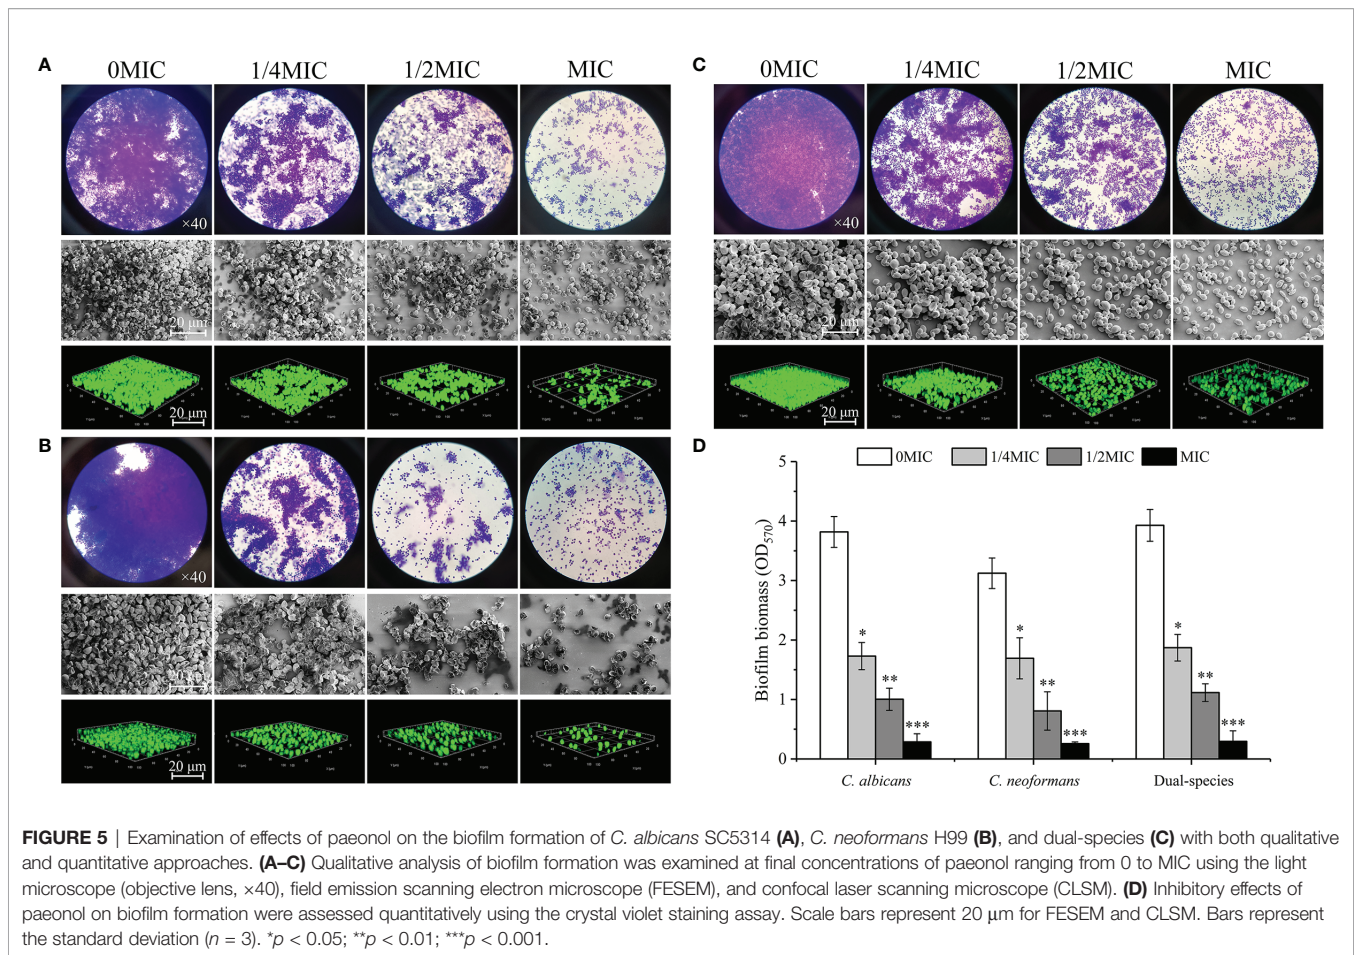 A
0MIC 1/4MIC 1/2MIC MIC
×40
20 μm
20 μm
B
×40
20 μm
C
0MIC 1/4MIC 1/2MIC MIC
×40
20 μm
20 μm
D
0MIC 1/4MIC 1/2MIC MIC
5
4
3
2
1
0
Biofilm biomass (OD570)
* ** ***
* ** ***
* ** ***
C. albicans C. neoformans Dual-species
FIGURE 5 | Examination of effects of paeonol on the biofilm formation of C. albicans SC5314 (A), C. neoformans H99 (B), and dual-species (C) with both qualitative
and quantitative approaches. (A–C) Qualitative analysis of biofilm formation was examined at final concentrations of paeonol ranging from 0 to MIC using the light
microscope (objective lens, ×40), field emission scanning electron microscope (FESEM), and confocal laser scanning microscope (CLSM). (D) Inhibitory effects of
paeonol on biofilm formation were assessed quantitatively using the crystal violet staining assay. Scale bars represent 20 μm for FESEM and CLSM. Bars represent
the standard deviation (n = 3). *p < 0.05; **p < 0.01; ***p < 0.001.